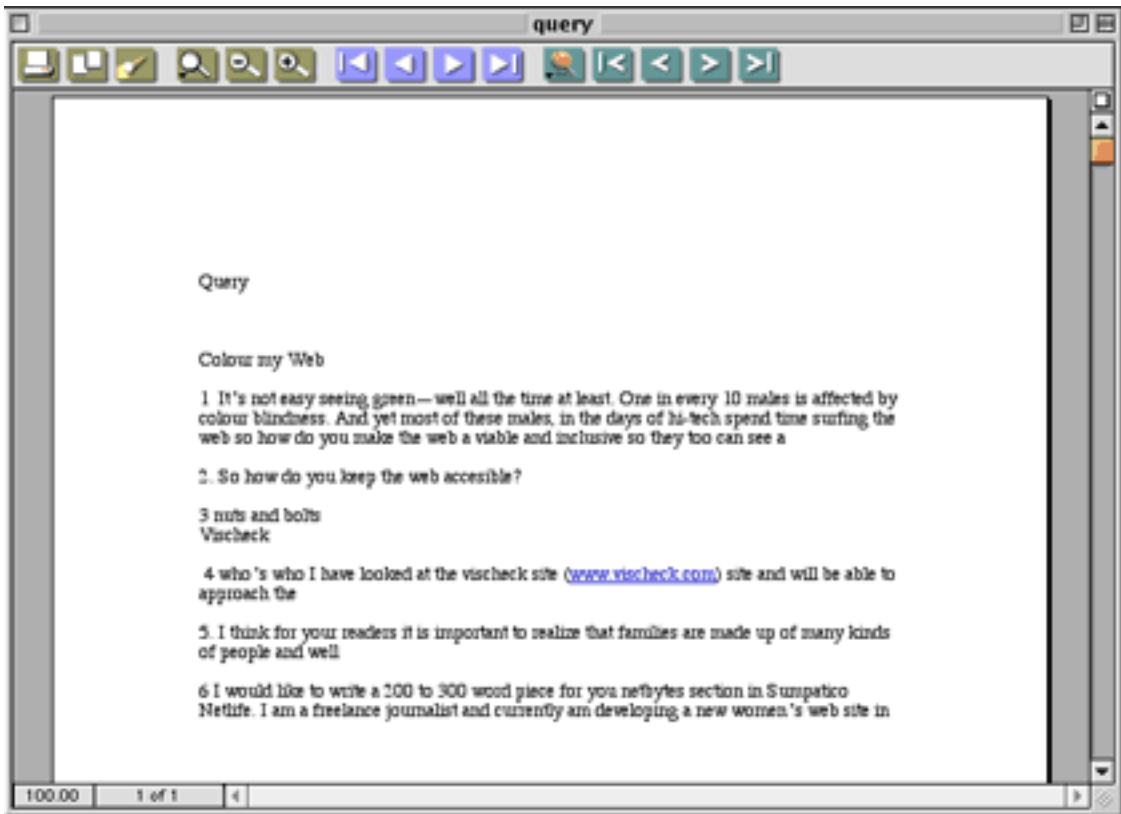 query
Query
Colour my Web
1 It's not easy seeing green—well all the time at least. One in every 10 males is affected by
colour blindness. And yet most of these males, in the days of hi-tech spend time surfing the
web so how do you make the web a viable and inclusive so they too can see a
2. So how do you keep the web accesible?
3 nuts and bolts
Vischeck
4 who's who I have looked at the vischeck site (www.vischeck.com) site and will be able to
approach the
5. I think for your readers it is important to realize that families are made up of many kinds
of people and well
6 I would like to write a 200 to 300 word piece for you netbytes section in Sumpatico
Netlife. I am a freelance journalist and currently am developing a new women's web site in
100.00 1 of 1